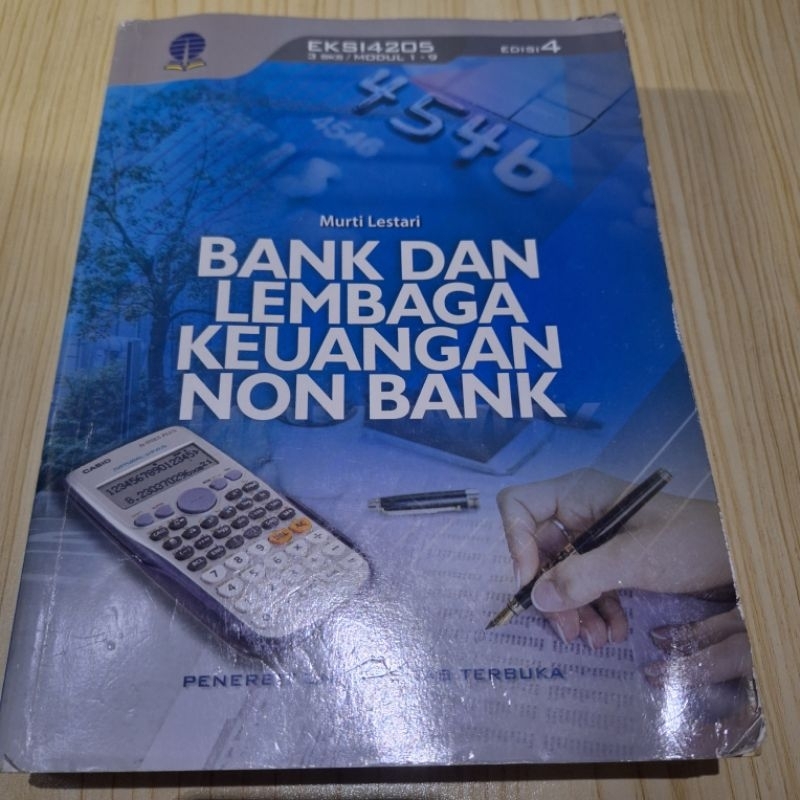 EKSI4205
EDISI 4
3 SKS / MODUL 1 - 9
4546
4546
Murti Lestari
BANK DAN
LEMBAGA
KEUANGAN
NON BANK
CASIO
TERBUKA